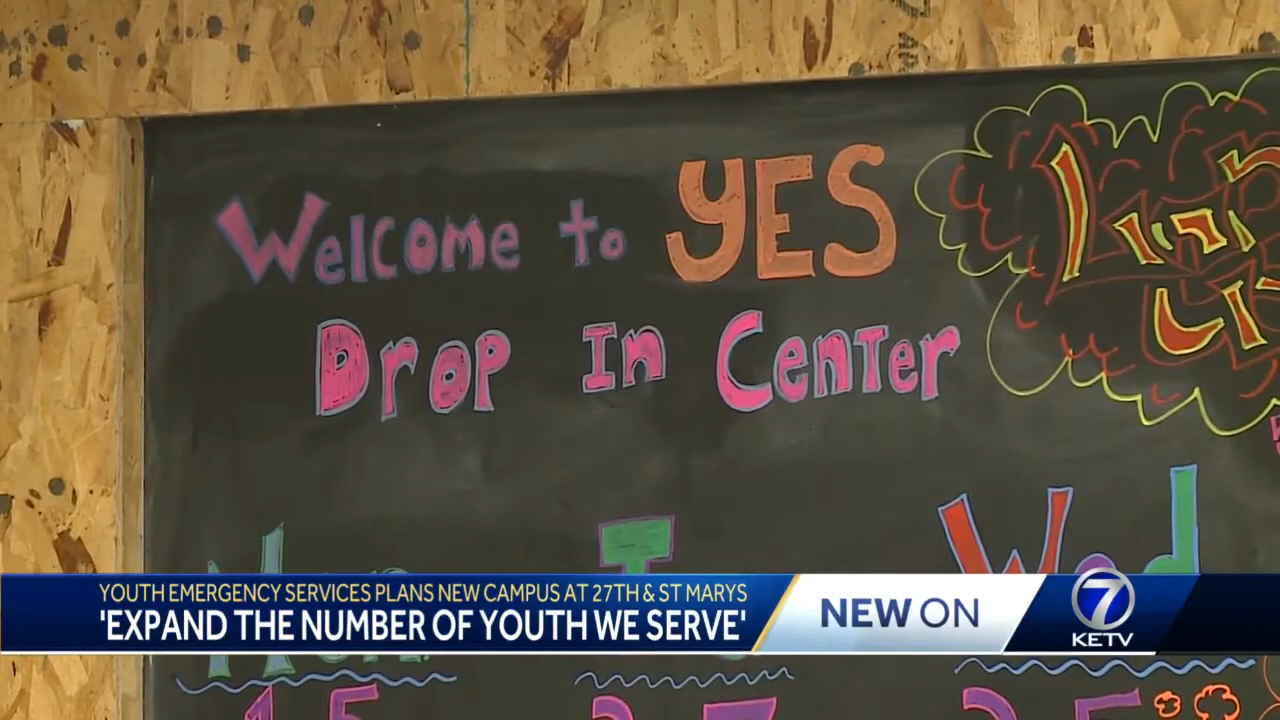 Welcome to YES
Drop In Center
Mon
Wed
YOUTH EMERGENCY SERVICES PLANS NEW CAMPUS AT 27TH & ST MARYS
'EXPAND THE NUMBER OF YOUTH WE SERVE'
NEW ON
7
KETV